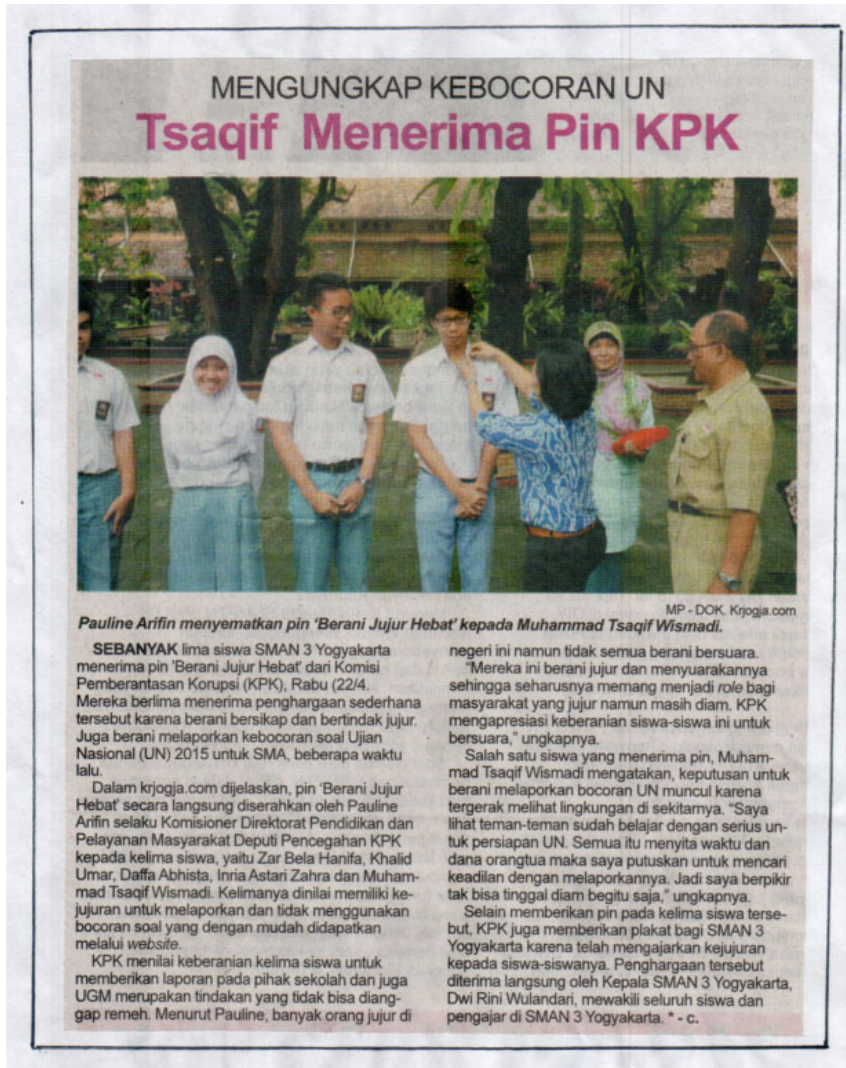 MENGUNGKAP KEBOCORAN UN
Tsaqif Menerima Pin KPK
MP - DOK. Krjogja.com
Pauline Arifin menyematkan pin ‘Berani Jujur Hebat’ kepada Muhammad Tsaqif Wismadi.
SEBANYAK lima siswa SMAN 3 Yogyakarta
menerima pin 'Berani Jujur Hebat' dari Komisi
Pemberantasan Korupsi (KPK), Rabu (22/4.
Mereka berlima menerima penghargaan sederhana
tersebut karena berani bersikap dan bertindak jujur.
Juga berani melaporkan kebocoran soal Ujian
Nasional (UN) 2015 untuk SMA, beberapa waktu
lalu.
Dalam krjogja.com dijelaskan, pin 'Berani Jujur
Hebat' secara langsung diserahkan oleh Pauline
Arifin selaku Komisioner Direktorat Pendidikan dan
Pelayanan Masyarakat Deputi Pencegahan KPK
kepada kelima siswa, yaitu Zar Bela Hanifa, Khalid
Umar, Daffa Abhista, Inria Astari Zahra dan Muham-
mad Tsaqif Wismadi. Kelimanya dinilai memiliki ke-
jujuran untuk melaporkan dan tidak menggunakan
bocoran soal yang dengan mudah didapatkan
melalui website.
KPK menilai keberanian kelima siswa untuk
memberikan laporan pada pihak sekolah dan juga
UGM merupakan tindakan yang tidak bisa diang-
gap remeh. Menurut Pauline, banyak orang jujur di
negeri ini namun tidak semua berani bersuara.
“Mereka ini berani jujur dan menyuarakannya
sehingga seharusnya memang menjadi role bagi
masyarakat yang jujur namun masih diam. KPK
mengapresiasi keberanian siswa-siswa ini untuk
bersuara,” ungkapnya.
Salah satu siswa yang menerima pin, Muham-
mad Tsaqif Wismadi mengatakan, keputusan untuk
berani melaporkan bocoran UN muncul karena
tergerak melihat lingkungan di sekitarnya. “Saya
lihat teman-teman sudah belajar dengan serius un-
tuk persiapan UN. Semua itu menyita waktu dan
dana orangtua maka saya putuskan untuk mencari
keadilan dengan melaporkannya. Jadi saya berpikir
tak bisa tinggal diam begitu saja,” ungkapnya.
Selain memberikan pin pada kelima siswa terse-
but, KPK juga memberikan plakat bagi SMAN 3
Yogyakarta karena telah mengajarkan kejujuran
kepada siswa-siswanya. Penghargaan tersebut
diterima langsung oleh Kepala SMAN 3 Yogyakarta,
Dwi Rini Wulandari, mewakili seluruh siswa dan
pengajar di SMAN 3 Yogyakarta. * - c.